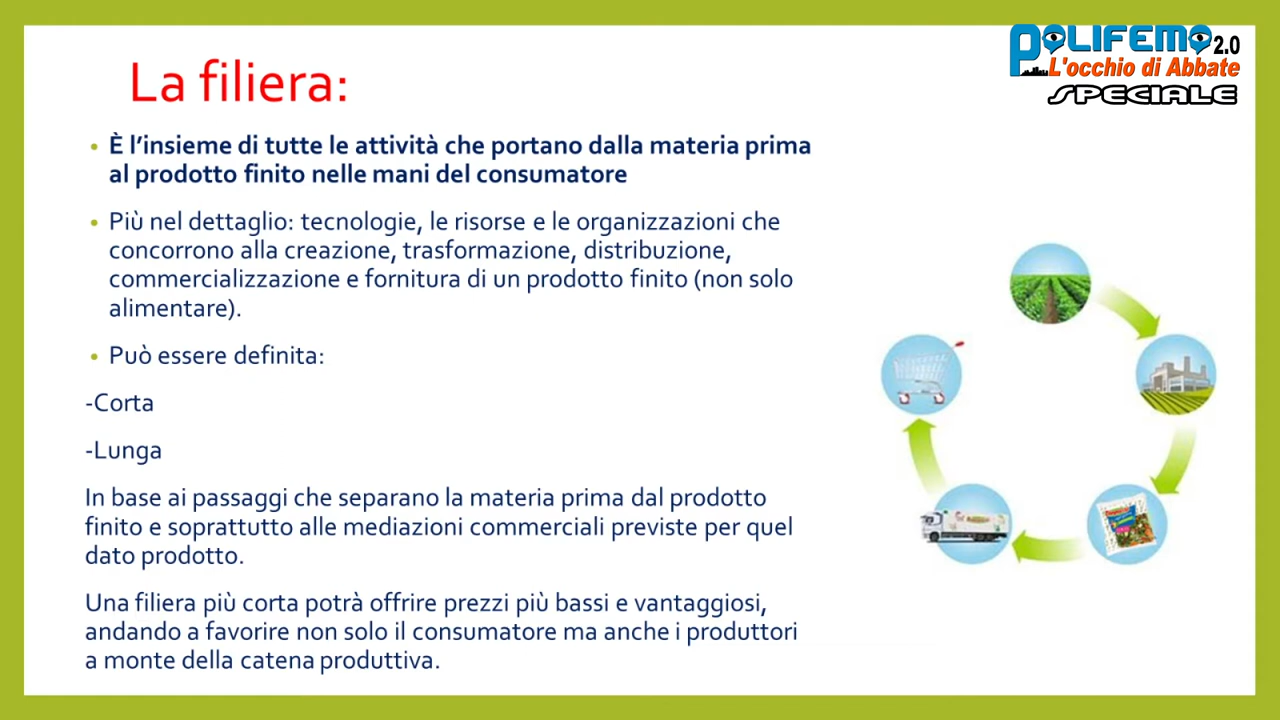 POLIFEMO 2.0
L'occhio di Abbate
SPECIALE
La filiera:
• È l'insieme di tutte le attività che portano dalla materia prima
al prodotto finito nelle mani del consumatore
• Più nel dettaglio: tecnologie, le risorse e le organizzazioni che
concorrono alla creazione, trasformazione, distribuzione,
commercializzazione e fornitura di un prodotto finito (non solo
alimentare).
• Può essere definita:
-Corta
-Lunga
In base ai passaggi che separano la materia prima dal prodotto
finito e soprattutto alle mediazioni commerciali previste per quel
dato prodotto.
Una filiera più corta potrà offrire prezzi più bassi e vantaggiosi,
andando a favorire non solo il consumatore ma anche i produttori
a monte della catena produttiva.